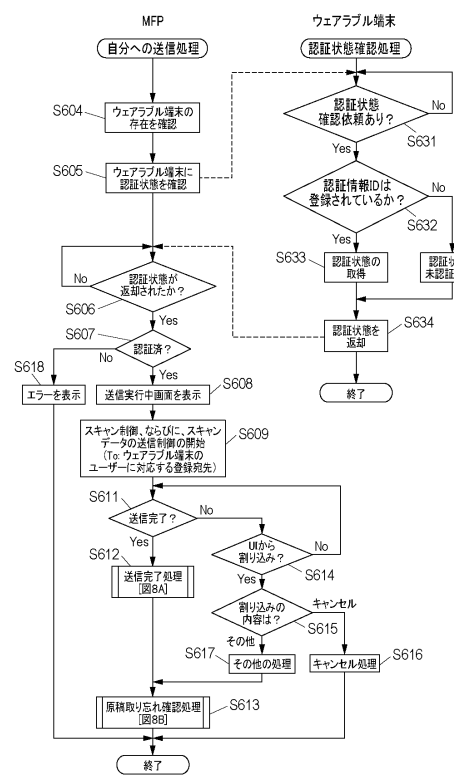 MFP
自分への送信処理
S604
ウェアラブル端末の
存在を確認
S605
ウェアラブル端末に
認証状態を確認
No
認証状態が
返却されたか?
S606
Yes
S607
認証済?
No
Yes
S618
エラーを表示
送信実行中画面を表示
S608
スキャン制御、ならびに、スキャン
データの送信制御の開始
(To: ウェアラブル端末の
ユーザーに対応する登録宛先)
S609
S611
送信完了?
No
Yes
S612
送信完了処理
[図8A]
UIから
割り込み?
No
S614
Yes
割り込みの
内容は?
キャンセル
S615
その他
S617
その他の処理
S616
キャンセル処理
原稿取り忘れ確認処理
[図8B]
S613
終了
ウェアラブル端末
認証状態確認処理
認証状態
確認依頼あり?
No
S631
Yes
認証情報IDは
登録されているか?
No
S632
Yes
S633
認証状態の
取得
認証状
未認証
認証状態を
返却
S634
終了